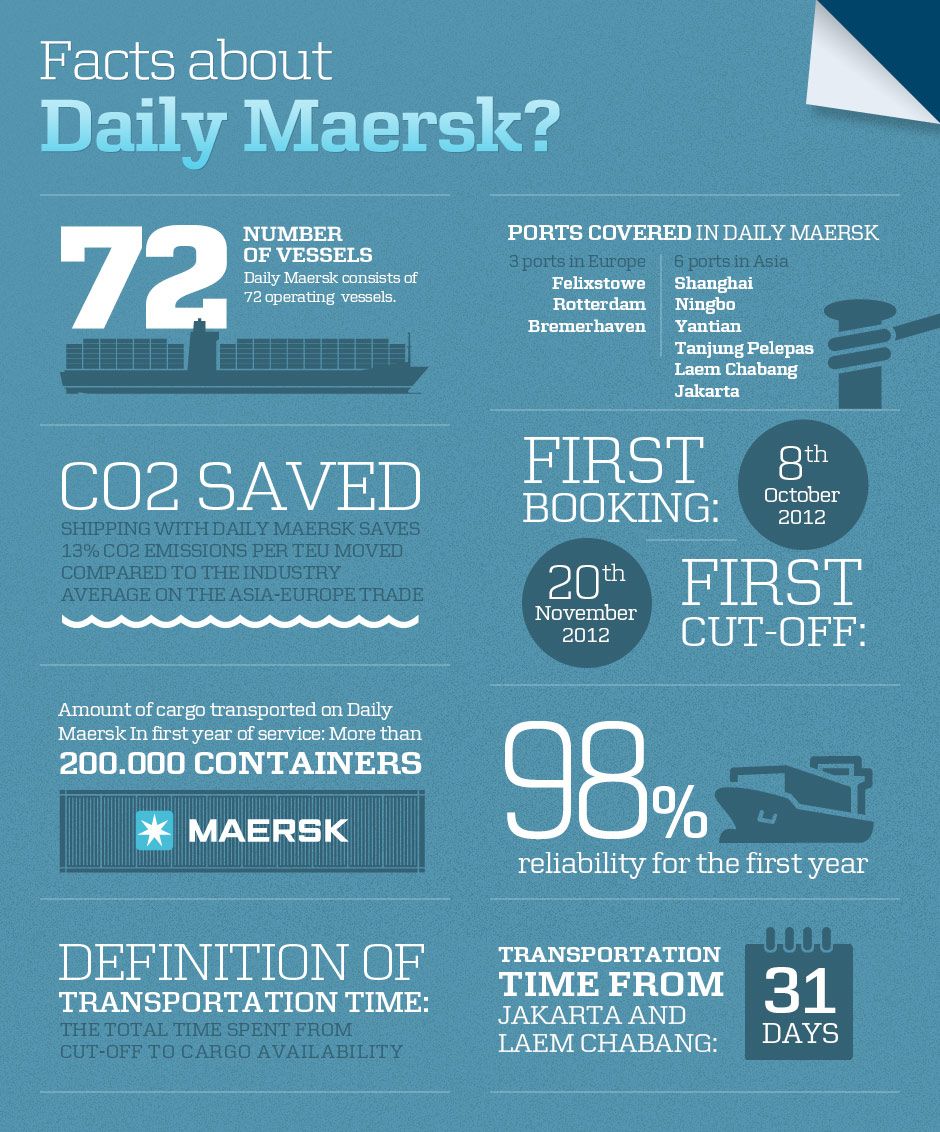 Facts about
Daily Maersk?
72
NUMBER
OF VESSELS
Daily Maersk consists of
72 operating vessels.
PORTS COVERED IN DAILY MAERSK
3 ports in Europe
Felixstowe
Rotterdam
Bremerhaven
6 ports in Asia
Shanghai
Ningbo
Yantian
Tanjung Pelepas
Laem Chabang
Jakarta
CO2 SAVED
SHIPPING WITH DAILY MAERSK SAVES
13% CO2 EMISSIONS PER TEU MOVED
COMPARED TO THE INDUSTRY
AVERAGE ON THE ASIA-EUROPE TRADE
FIRST
BOOKING:
8th
October
2012
20th
November
2012
FIRST
CUT-OFF:
Amount of cargo transported on Daily
Maersk In first year of service: More than
200.000 CONTAINERS
MAERSK
98%
reliability for the first year
DEFINITION OF
TRANSPORTATION TIME:
THE TOTAL TIME SPENT FROM
CUT-OFF TO CARGO AVAILABILITY
TRANSPORTATION
TIME FROM
JAKARTA AND
LAEM CHABANG:
31
DAYS